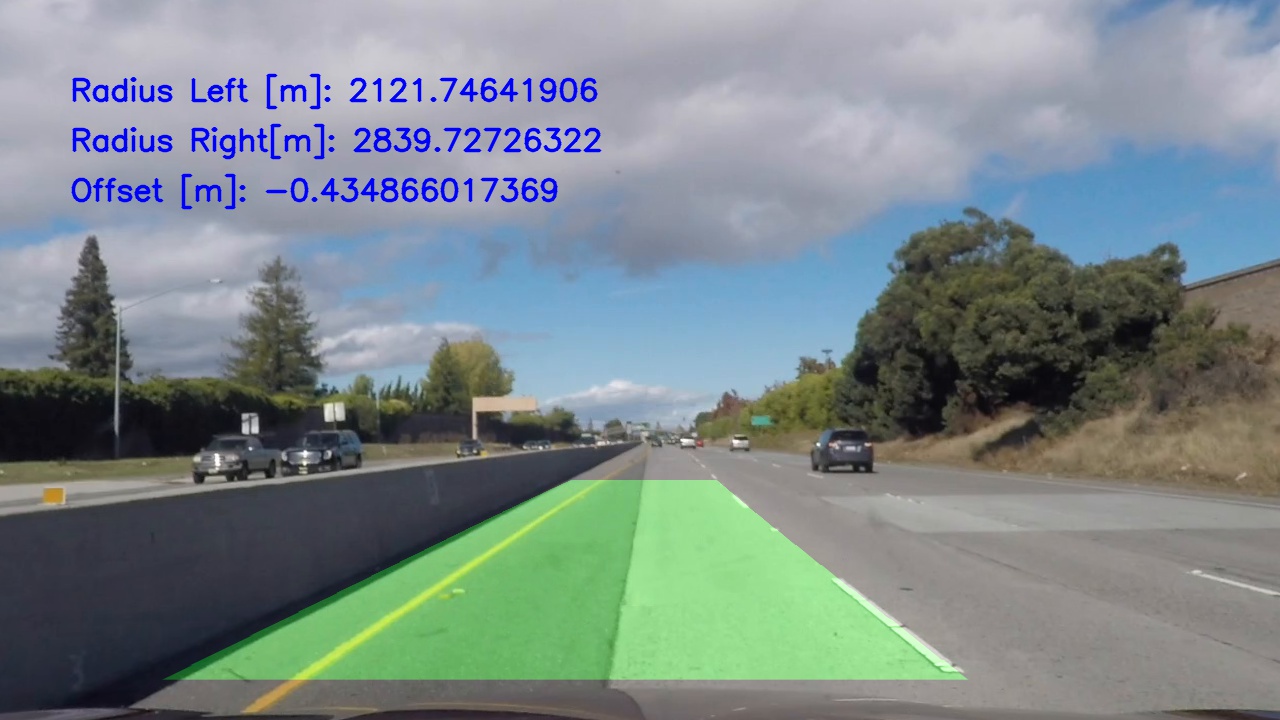 Radius Left [m]: 2121.74641906
Radius Right[m]: 2839.72726322
Offset [m]: -0.434866017369